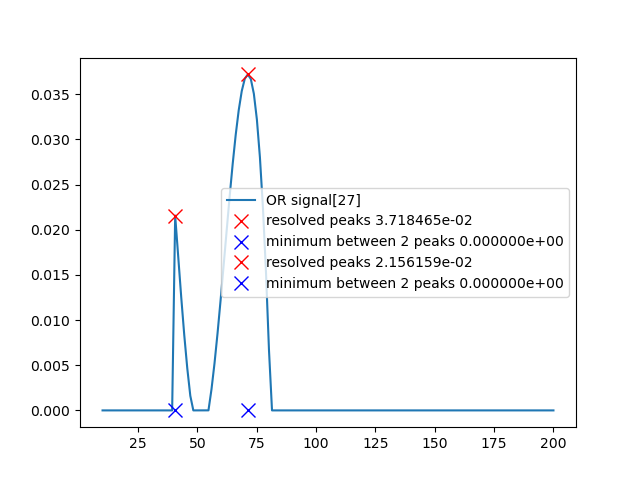 0.035
0.030
0.025
0.020
0.015
0.010
0.005
0.000
OR signal[27]
resolved peaks 3.718465e-02
minimum between 2 peaks 0.000000e+00
resolved peaks 2.156159e-02
minimum between 2 peaks 0.000000e+00
25 50 75 100 125 150 175 200